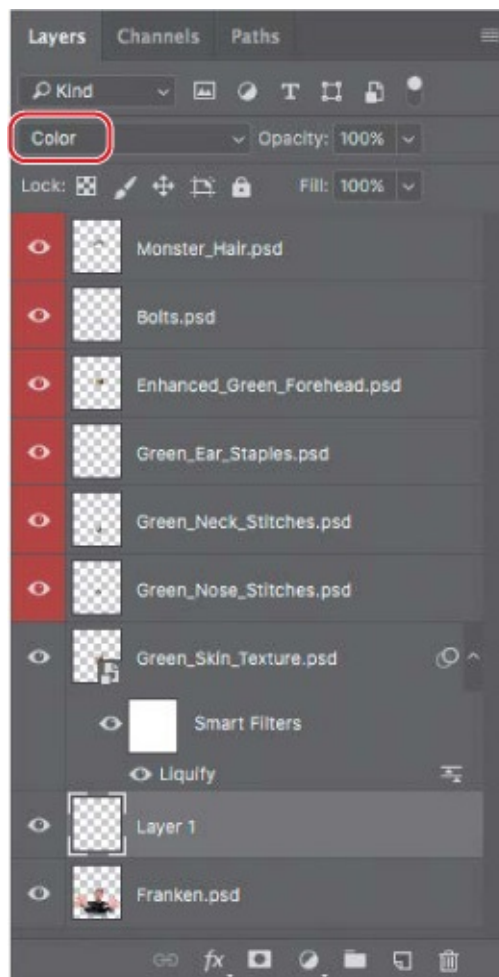 Layers Channels Paths
Kind
Color Opacity: 100%
Lock: Fill: 100%
Monster_Hair.psd
Bolts.psd
Enhanced_Green_Forehead.psd
Green_Ear_Staples.psd
Green_Neck_Stitches.psd
Green_Nose_Stitches.psd
Green_Skin_Texture.psd
Smart Filters
Liquify
Layer 1
Franken.psd
fx